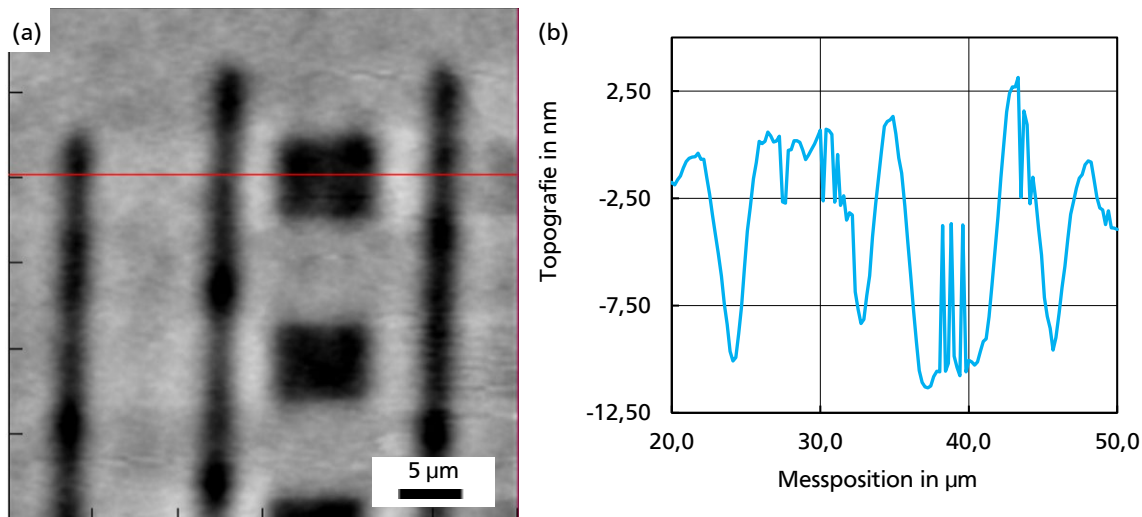 (a)
5 µm
(b)
Topografie in nm
2,50
-2,50
-7,50
-12,50
20,0 30,0 40,0 50,0
Messposition in µm